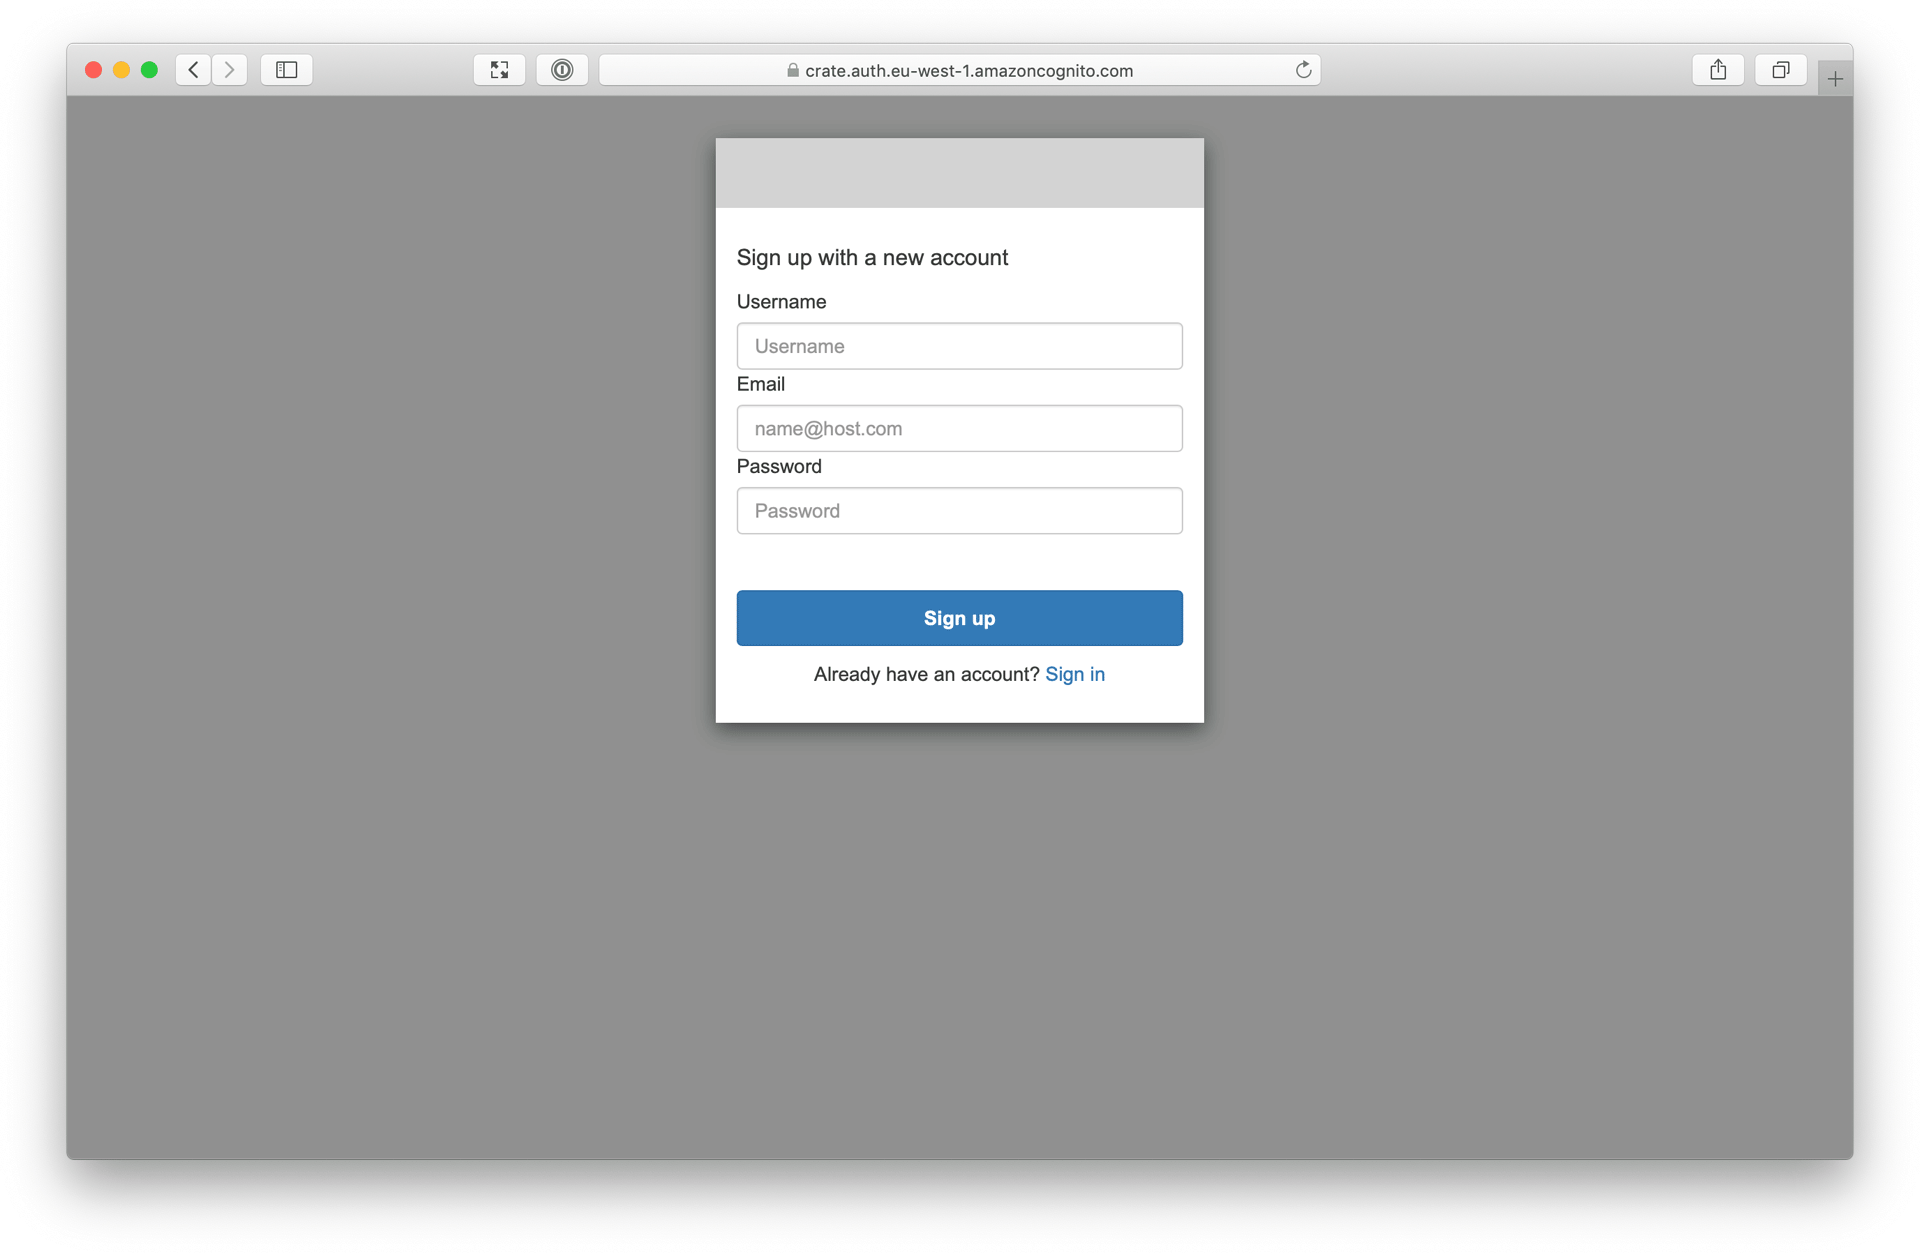 crate.auth.eu-west-1.amazoncognito.com
Sign up with a new account
Username
Username
Email
name@host.com
Password
Password
Sign up
Already have an account? Sign in